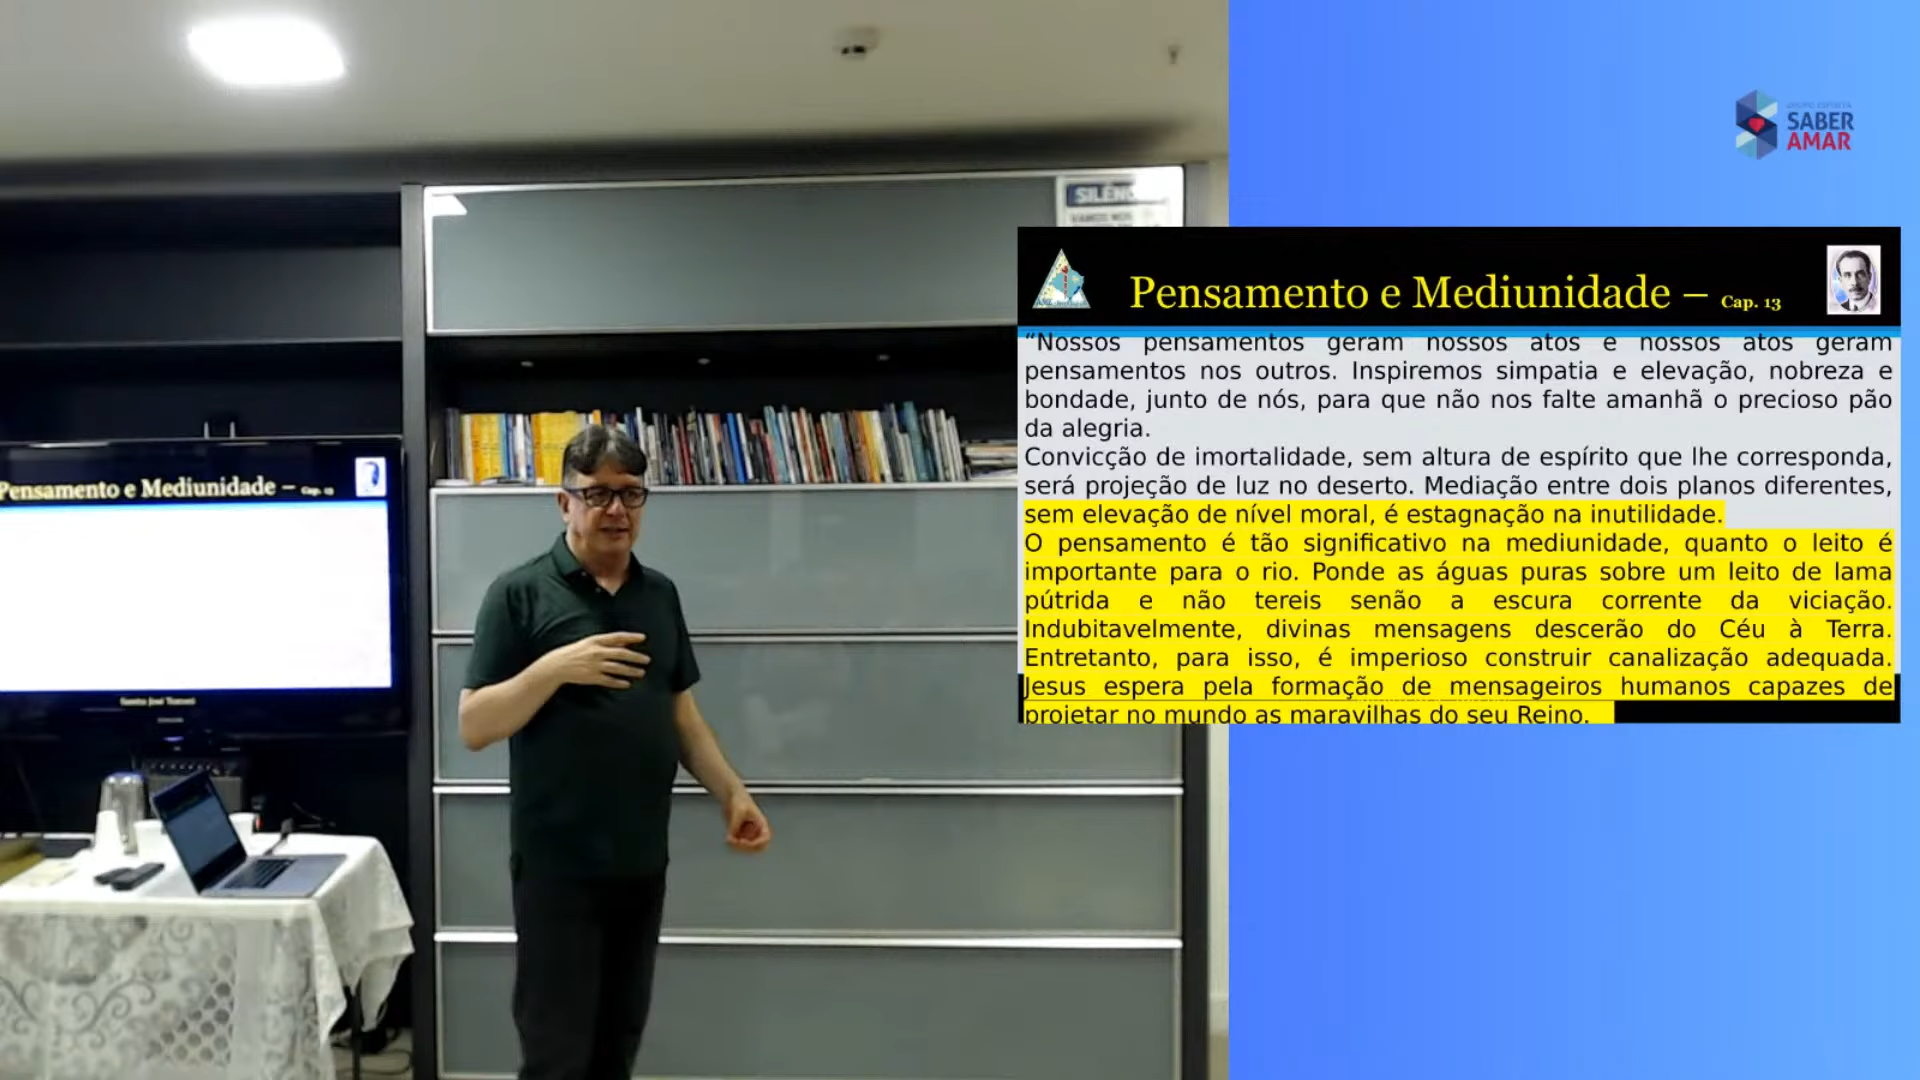 GRUPO ESPÍRITA
SABER
AMAR
Pensamento e Mediunidade – Cap. 13
“Nossos pensamentos geram nossos atos e nossos atos geram
pensamentos nos outros. Inspiremos simpatia e elevação, nobreza e
bondade, junto de nós, para que não nos falte amanhã o precioso pão
da alegria.
Convicção de imortalidade, sem altura de espírito que lhe corresponda,
será projeção de luz no deserto. Mediação entre dois planos diferentes,
sem elevação de nível moral, é estagnação na inutilidade.
O pensamento é tão significativo na mediunidade, quanto o leito é
importante para o rio. Ponde as águas puras sobre um leito de lama
pútrida e não tereis senão a escura corrente da viciação.
Indubitavelmente, divinas mensagens descerão do Céu à Terra.
Entretanto, para isso, é imperioso construir canalização adequada.
Jesus espera pela formação de mensageiros humanos capazes de
projetar no mundo as maravilhas do seu Reino.
Pensamento e Mediunidade –